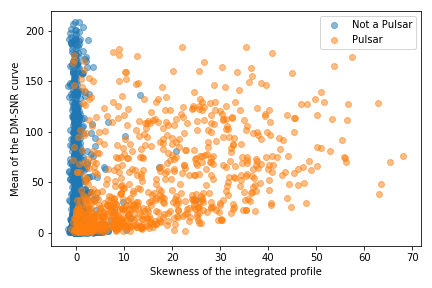 Not a Pulsar
Pulsar
200
150
100
50
0
Mean of the DM-SNR curve
0 10 20 30 40 50 60 70
Skewness of the integrated profile